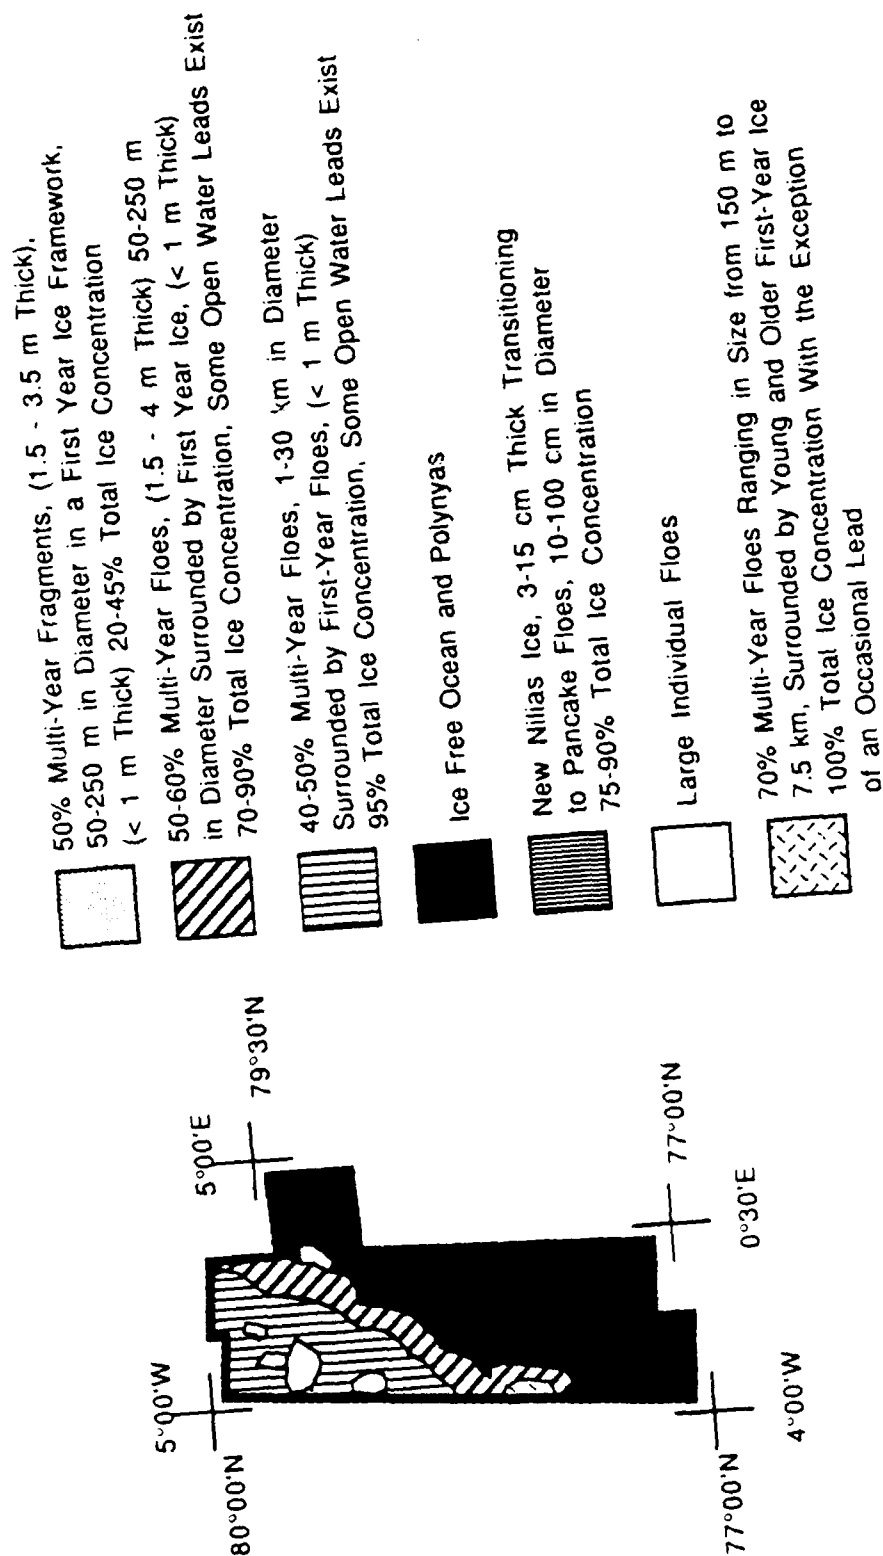 50% Multi-Year Fragments, (1.5 - 3.5 m Thick),
50-250 m in Diameter in a First Year Ice Framework,
(< 1 m Thick) 20-45% Total Ice Concentration
50-60% Multi-Year Floes, (1.5 - 4 m Thick) 50-250 m
in Diameter Surrounded by First Year Ice, (< 1 m Thick)
70-90% Total Ice Concentration, Some Open Water Leads Exist
40-50% Multi-Year Floes, 1-30 km in Diameter
Surrounded by First-Year Floes, (< 1 m Thick)
95% Total Ice Concentration, Some Open Water Leads Exist
Ice Free Ocean and Polynyas
New Nilias Ice, 3-15 cm Thick Transitioning
to Pancake Floes, 10-100 cm in Diameter
75-90% Total Ice Concentration
Large Individual Floes
70% Multi-Year Floes Ranging in Size from 150 m to
7.5 km, Surrounded by Young and Older First-Year Ice
100% Total Ice Concentration With the Exception
of an Occasional Lead
5°00'W
80°00'N
5°00'E
79°30'N
77°00'N
0°30'E
77°00'N
4°00'W